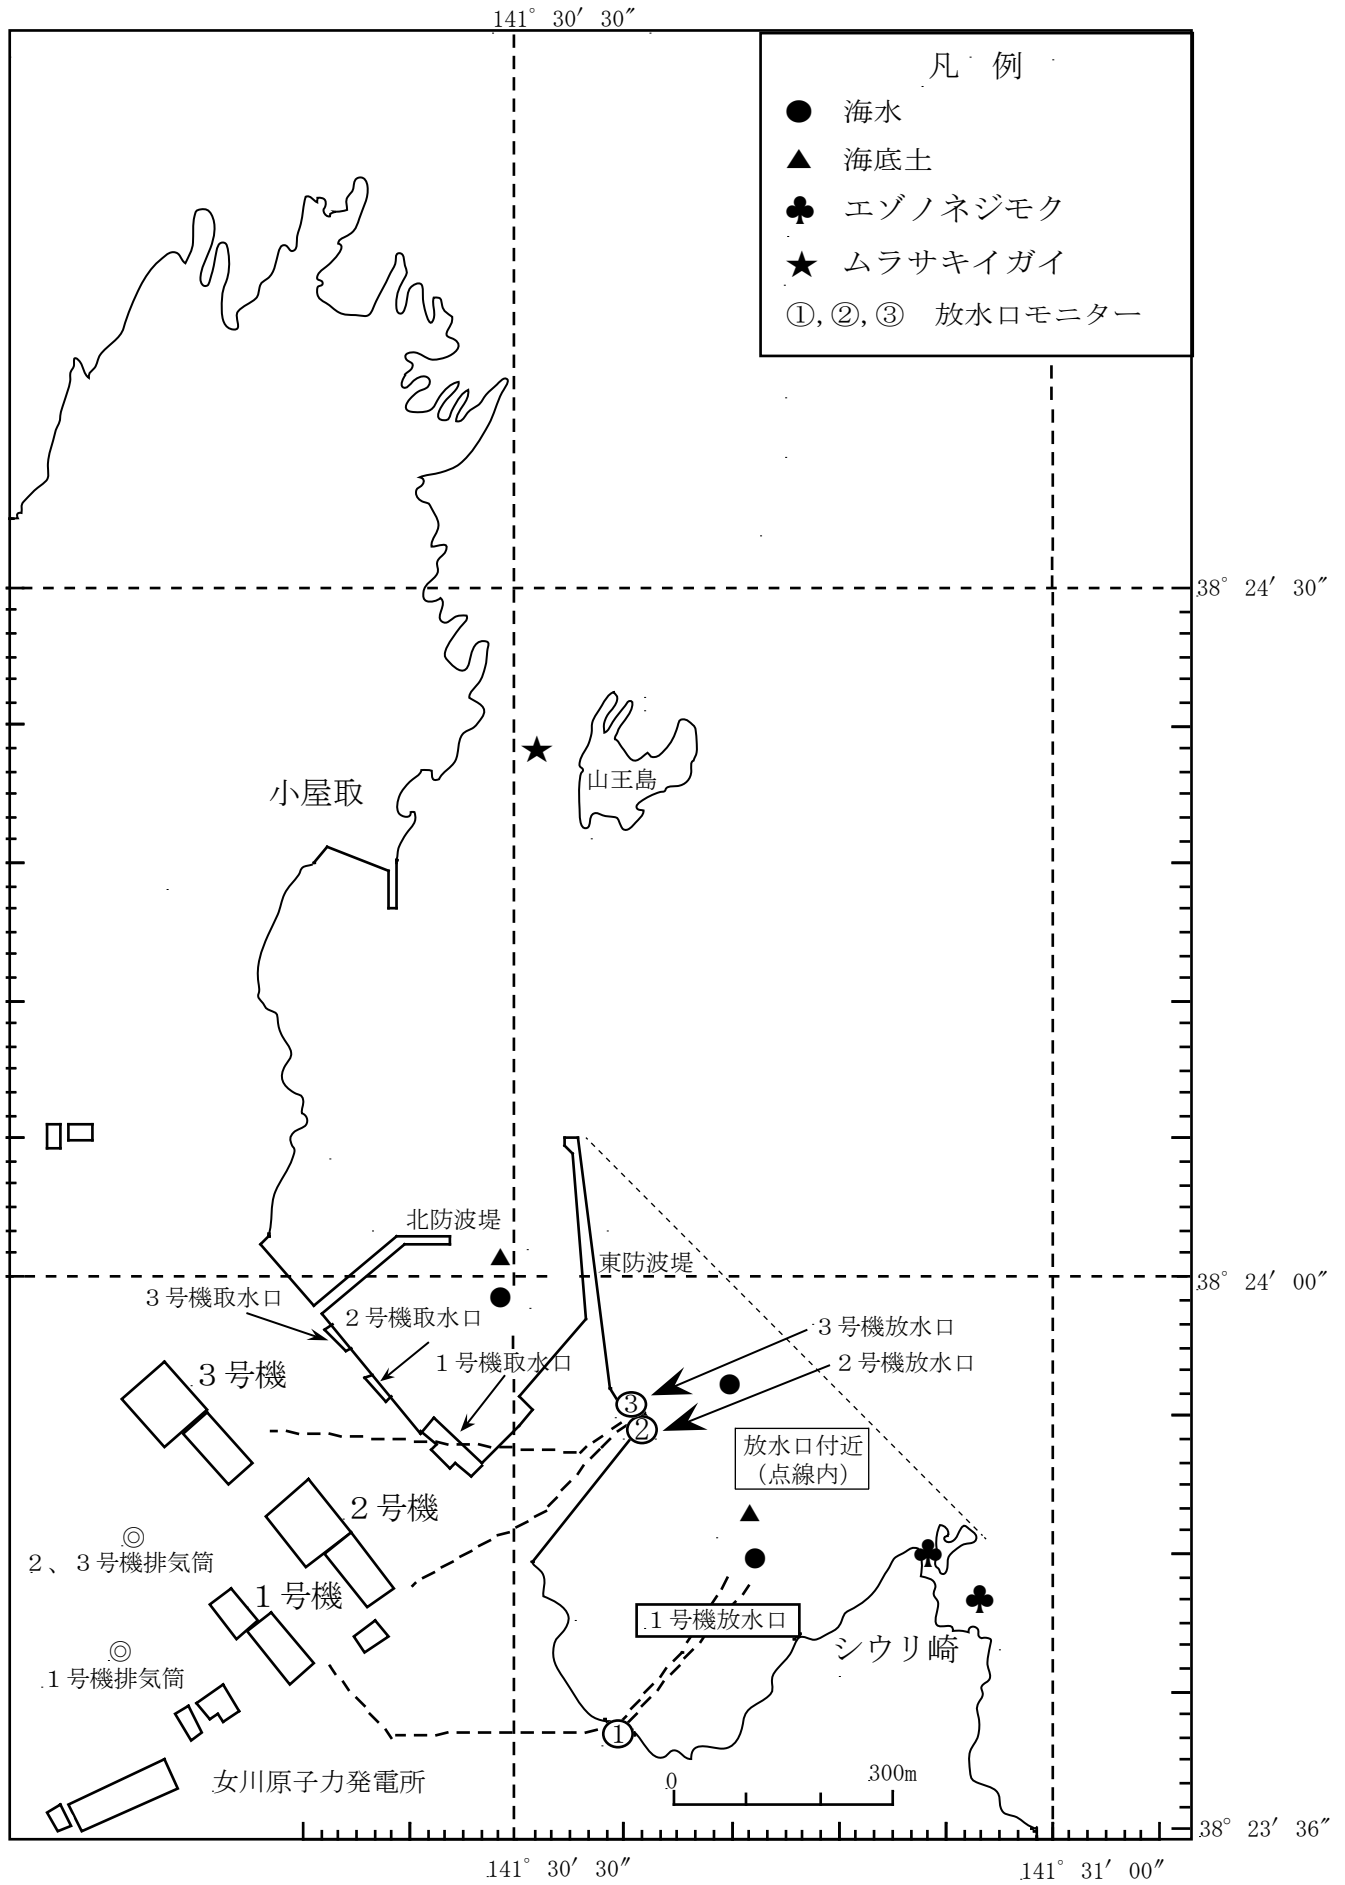 141° 30′ 30″
凡 例
海水
海底土
エゾノネジモク
ムラサキイガイ
①,②,③ 放水口モニター
38° 24′ 30″
小屋取
山王島
北防波堤
東防波堤
38° 24′ 00″
３号機取水口
２号機取水口
１号機取水口
３号機放水口
２号機放水口
３号機
③
②
放水口付近
（点線内）
２号機
◎
２、３号機排気筒
１号機
１号機放水口
シウリ崎
◎
１号機排気筒
①
女川原子力発電所
0 300m
38° 23′ 36″
141° 30′ 30″
141° 31′ 00″